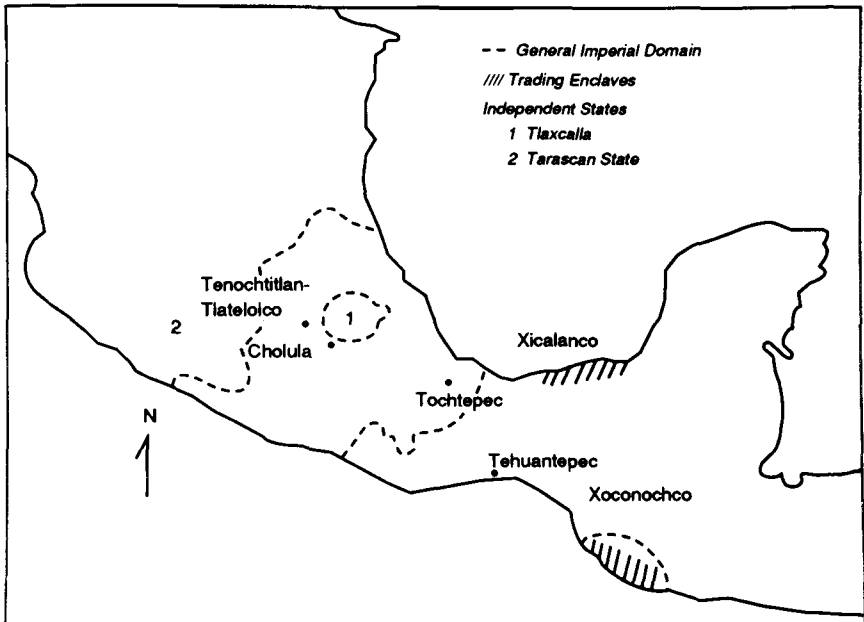 -- General Imperial Domain
//// Trading Enclaves
Independent States
1 Tlaxcalla
2 Tarascan State
Tenochtitlan-
Tlatelolco
1
2
Cholula
Xicalanco
Tochtepec
N
Tehuantepec
Xoconochco